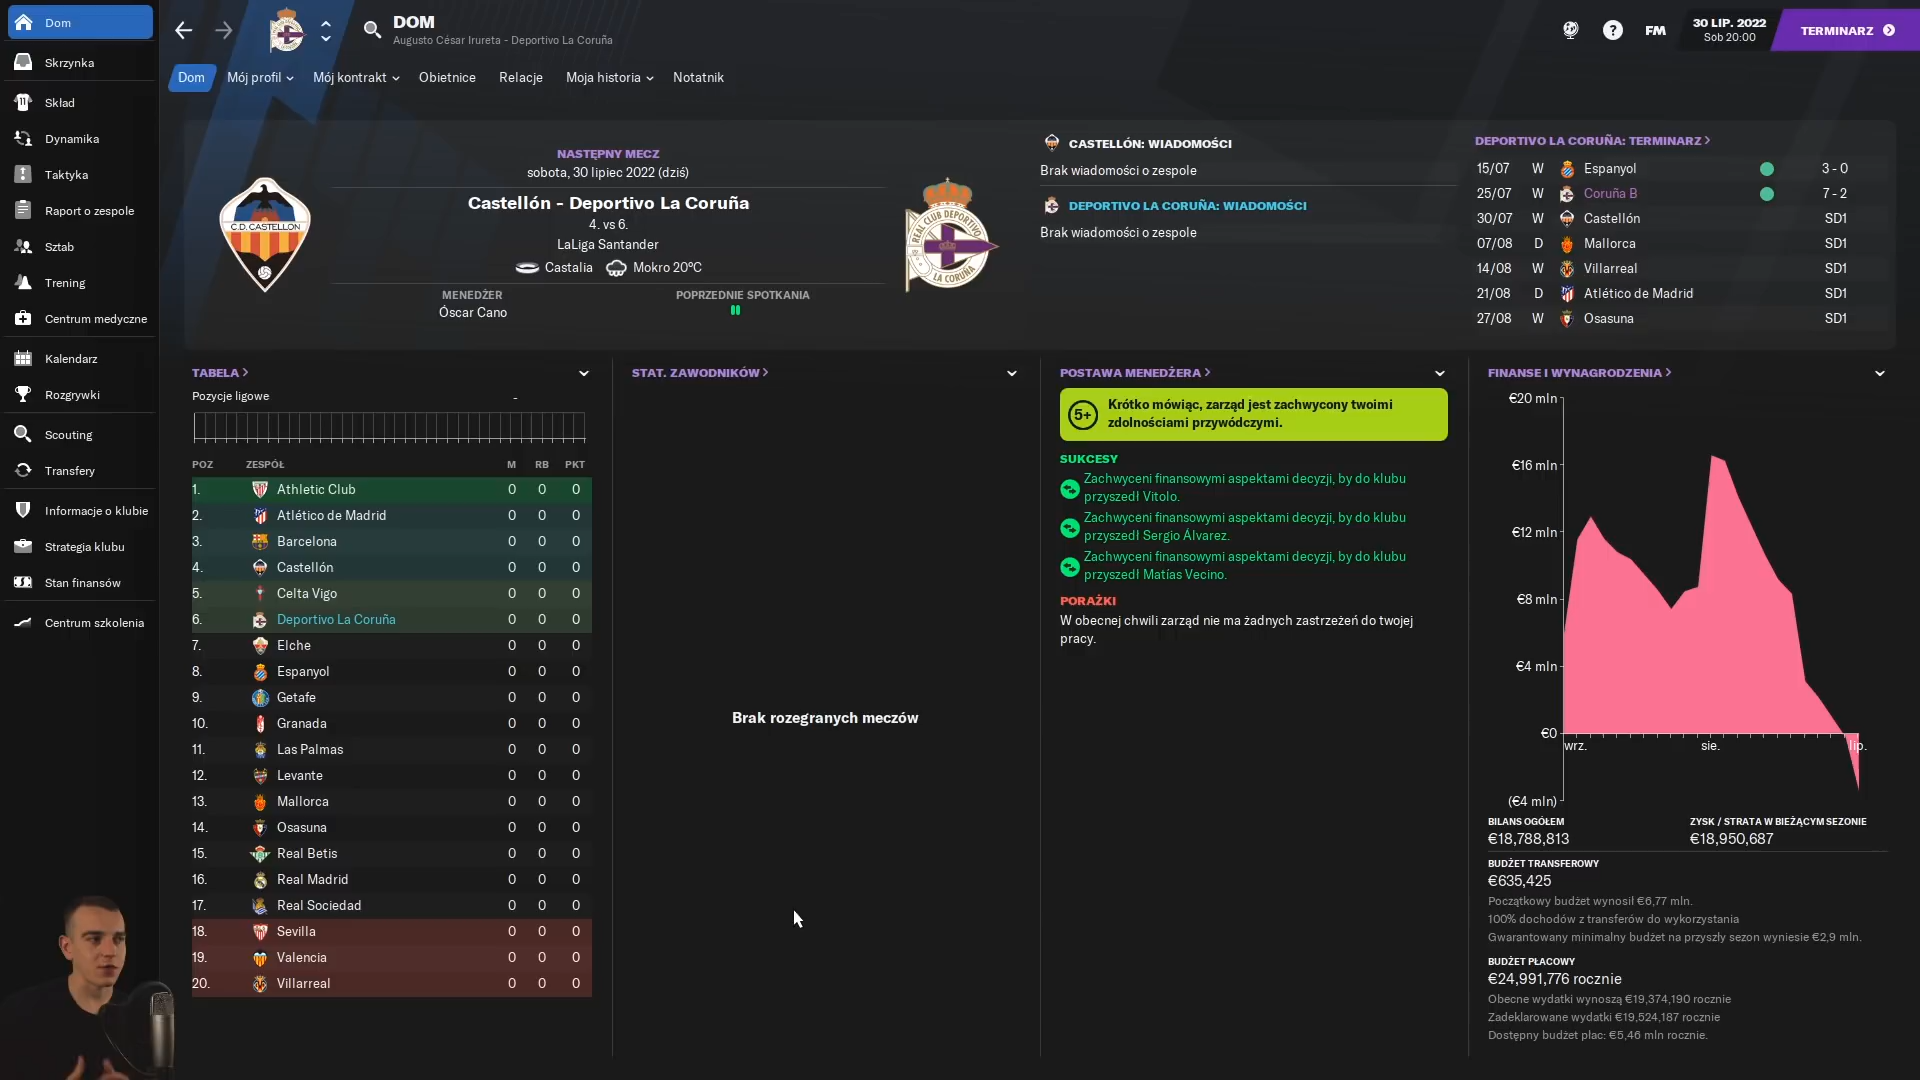 Dom
Skrzynka
Skład
Dynamika
Taktyka
Raport o zespole
Sztab
Trening
Centrum medyczne
Kalendarz
Rozgrywki
Scouting
Transfery
Informacje o klubie
Strategia klubu
Stan finansów
Centrum szkolenia
DOM
Augusto César Irureta - Deportivo La Coruña
FM
30 LIP. 2022
Sob 20:00
TERMINARZ
Dom
Mój profil
Mój kontrakt
Obietnice
Relacje
Moja historia
Notatnik
C.D. CASTELLON
NASTĘPNY MECZ
sobota, 30 lipiec 2022 (dziś)
Castellón - Deportivo La Coruña
4. vs 6.
LaLiga Santander
Castalia Mokro 20°C
MENEDŻER
Óscar Cano
POPRZEDNIE SPOTKANIA
REAL CLUB DEPORTIVO
LA CORUÑA
CASTELLÓN: WIADOMOŚCI
Brak wiadomości o zespole
DEPORTIVO LA CORUÑA: WIADOMOŚCI
Brak wiadomości o zespole
DEPORTIVO LA CORUÑA: TERMINARZ
15/07 W Espanyol 3 - 0
25/07 W Coruña B 7 - 2
30/07 W Castellón SD1
07/08 D Mallorca SD1
14/08 W Villarreal SD1
21/08 D Atlético de Madrid SD1
27/08 W Osasuna SD1
TABELA
Pozycje ligowe -
POZ ZESPÓŁ M RB PKT
1. Athletic Club 0 0 0
2. Atlético de Madrid 0 0 0
3. Barcelona 0 0 0
4. Castellón 0 0 0
5. Celta Vigo 0 0 0
6. Deportivo La Coruña 0 0 0
7. Elche 0 0 0
8. Espanyol 0 0 0
9. Getafe 0 0 0
10. Granada 0 0 0
11. Las Palmas 0 0 0
12. Levante 0 0 0
13. Mallorca 0 0 0
14. Osasuna 0 0 0
15. Real Betis 0 0 0
16. Real Madrid 0 0 0
17. Real Sociedad 0 0 0
18. Sevilla 0 0 0
19. Valencia 0 0 0
20. Villarreal 0 0 0
STAT. ZAWODNIKÓW
Brak rozegranych meczów
POSTAWA MENEDŻERA
5+
Krótko mówiąc, zarząd jest zachwycony twoimi
zdolnościami przywódczymi.
SUKCESY
Zachwyceni finansowymi aspektami decyzji, by do klubu
przyszedł Vitolo.
Zachwyceni finansowymi aspektami decyzji, by do klubu
przyszedł Sergio Álvarez.
Zachwyceni finansowymi aspektami decyzji, by do klubu
przyszedł Matías Vecino.
PORAŻKI
W obecnej chwili zarząd nie ma żadnych zastrzeżeń do twojej
pracy.
FINANSE I WYNAGRODZENIA
€20 mln
€16 mln
€12 mln
€8 mln
€4 mln
€0
(€4 mln)
wrz. sie. lip.
BILANS OGÓŁEM
€18,788,813
ZYSK / STRATA W BIEŻĄCYM SEZONIE
€18,950,687
BUDŻET TRANSFEROWY
€635,425
Początkowy budżet wynosił €6,77 mln.
100% dochodów z transferów do wykorzystania
Gwarantowany minimalny budżet na przyszły sezon wyniesie €2,9 mln.
BUDŻET PŁACOWY
€24,991,776 rocznie
Obecne wydatki wynoszą €19,374,190 rocznie
Zadeklarowane wydatki €19,524,187 rocznie
Dostępny budżet płac: €5,46 mln rocznie.